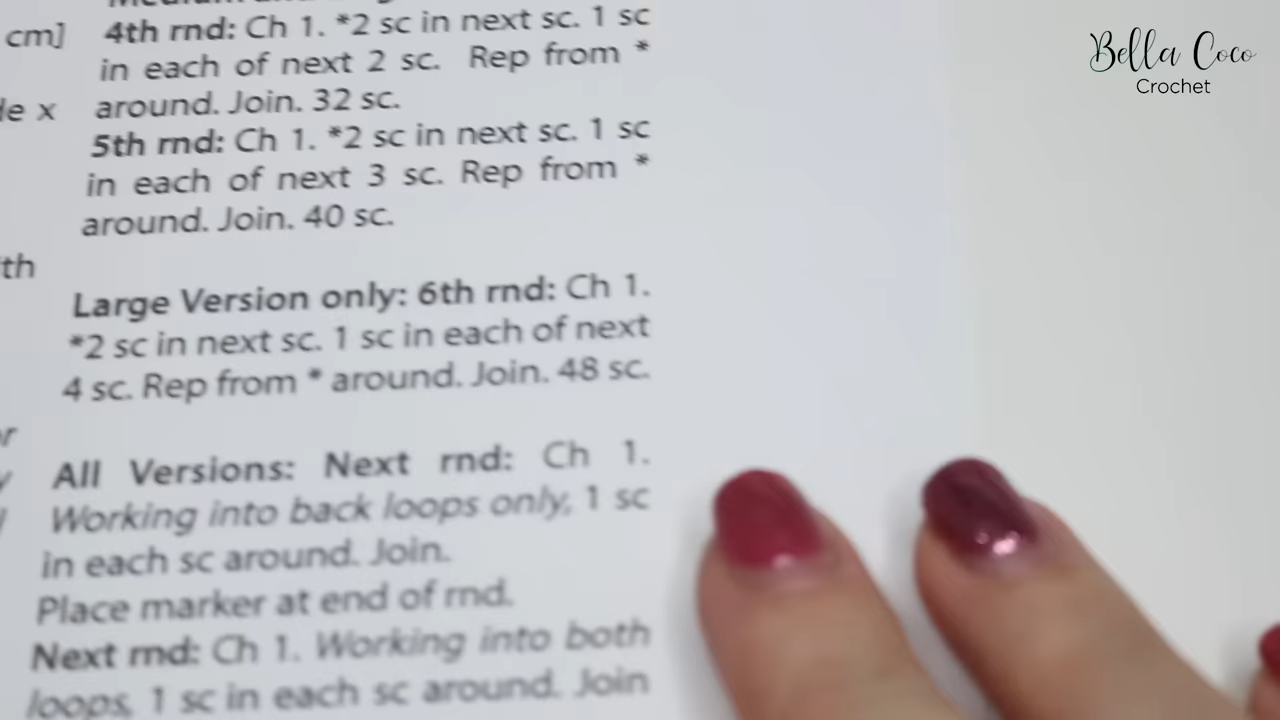 4th rnd: Ch 1. *2 sc in next sc. 1 sc
in each of next 2 sc. Rep from *
around. Join. 32 sc.
5th rnd: Ch 1. *2 sc in next sc. 1 sc
in each of next 3 sc. Rep from *
around. Join. 40 sc.
Large Version only: 6th rnd: Ch 1.
*2 sc in next sc. 1 sc in each of next
4 sc. Rep from * around. Join. 48 sc.
All Versions: Next rnd: Ch 1.
Working into back loops only, 1 sc
in each sc around. Join.
Place marker at end of rnd.
Next rnd: Ch 1. Working into both
loops, 1 sc in each sc around. Join
cm]
x
Bella Coco
Crochet